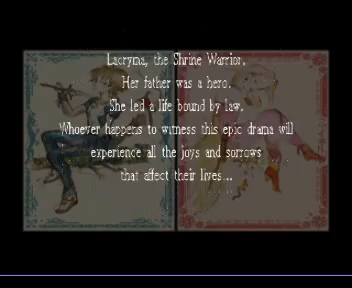 Lacryma, the Shrine Warrior.
Her father was a hero.
She led a life bound by law.
Whoever happens to witness this epic drama will
experience all the joys and sorrows
that affect their lives...